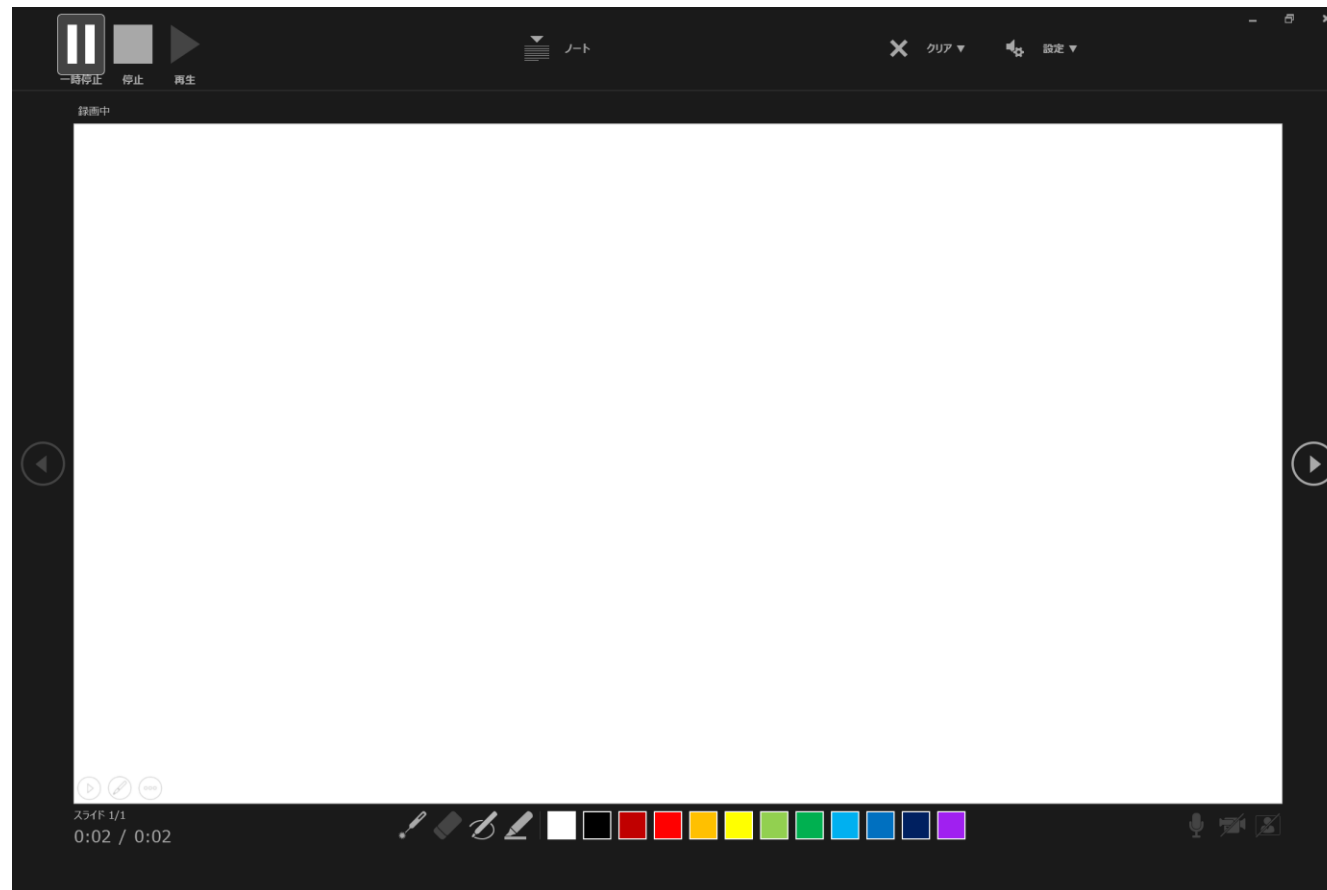 一時停止 停止 再生
ノート
クリア▼
設定▼
録画中
スライド 1/1
0:02 / 0:02